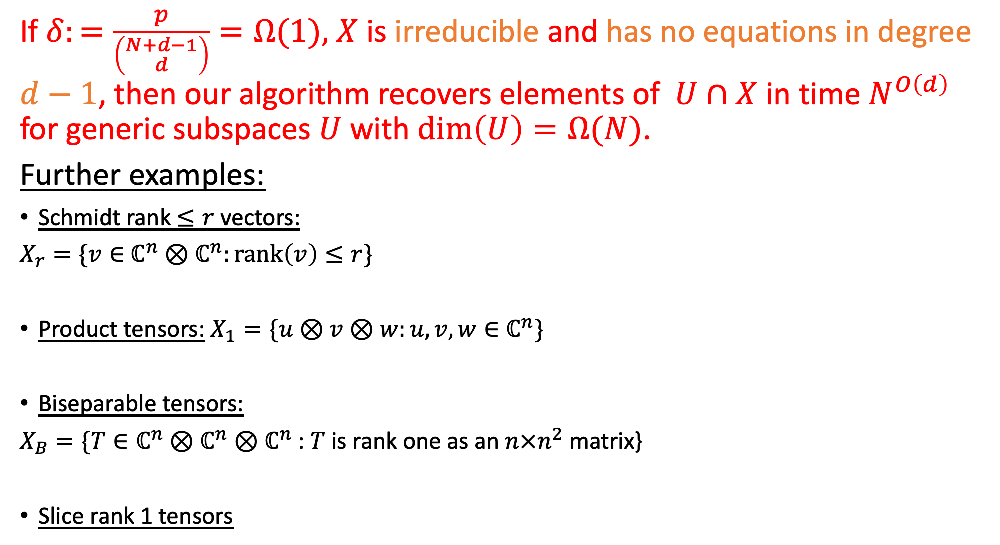 If δ: = p / \binom{N+d−1}{d} = Ω(1), X is irreducible and has no equations in degree
d − 1, then our algorithm recovers elements of U ∩ X in time N^{O(d)}
for generic subspaces U with dim(U) = Ω(N).
Further examples:
• Schmidt rank ≤ r vectors:
X_r = {v ∈ ℂ^n ⊗ ℂ^n: rank(v) ≤ r}
• Product tensors: X_1 = {u ⊗ v ⊗ w: u, v, w ∈ ℂ^n}
• Biseparable tensors:
X_B = {T ∈ ℂ^n ⊗ ℂ^n ⊗ ℂ^n : T is rank one as an n×n^2 matrix}
• Slice rank 1 tensors